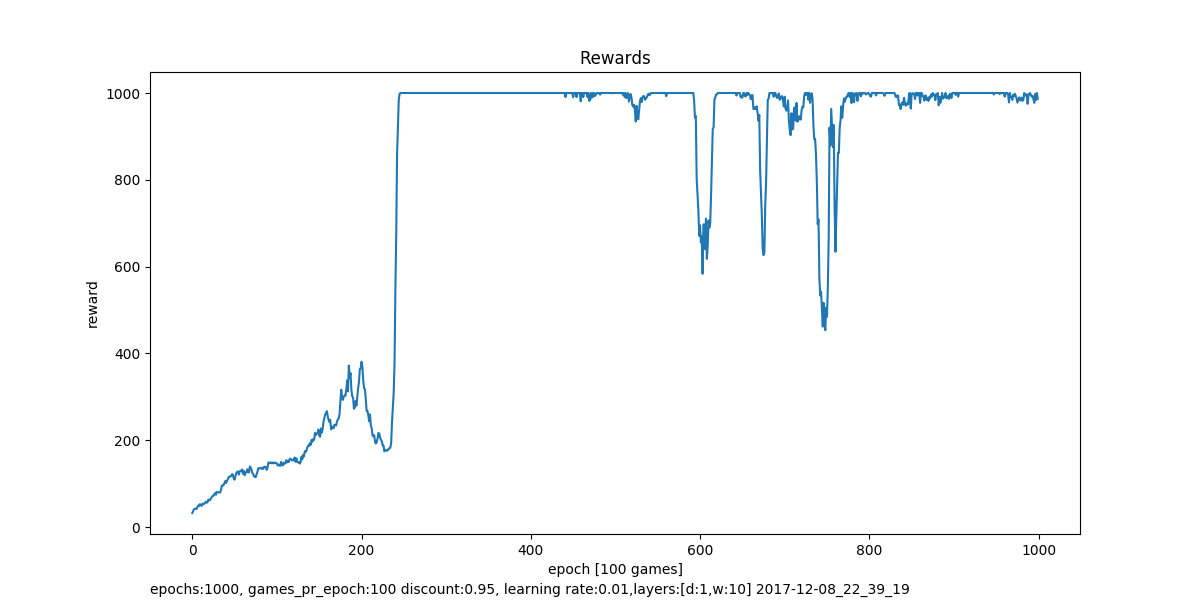 Rewards
1000
800
600
400
200
0
reward
0 200 400 600 800 1000
epoch [100 games]
epochs:1000, games_pr_epoch:100 discount:0.95, learning rate:0.01,layers:[d:1,w:10] 2017-12-08_22_39_19